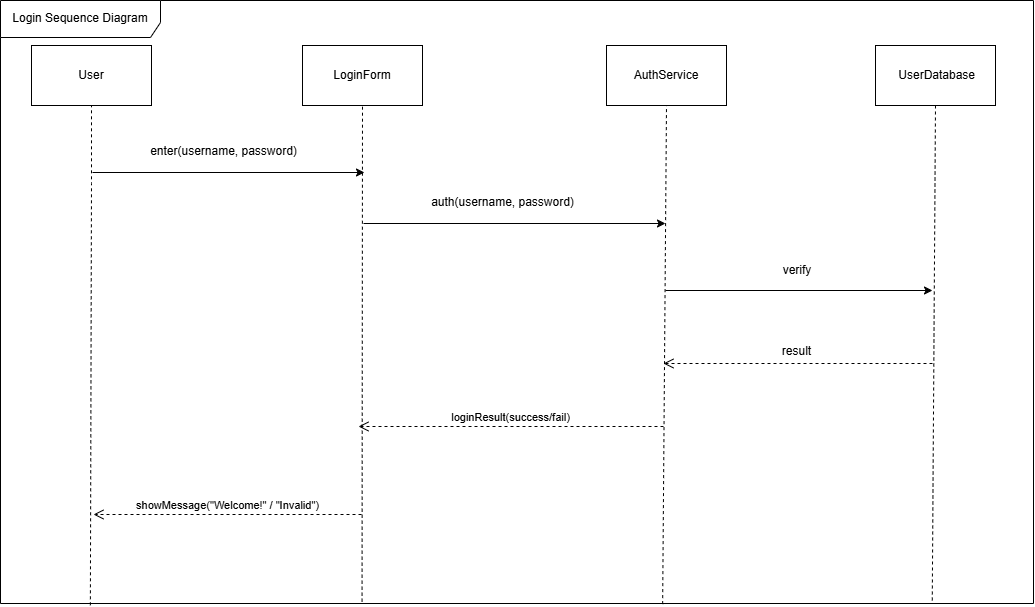 Login Sequence Diagram
User
LoginForm
AuthService
UserDatabase
enter(username, password)
auth(username, password)
verify
result
loginResult(success/fail)
showMessage("Welcome!" / "Invalid")